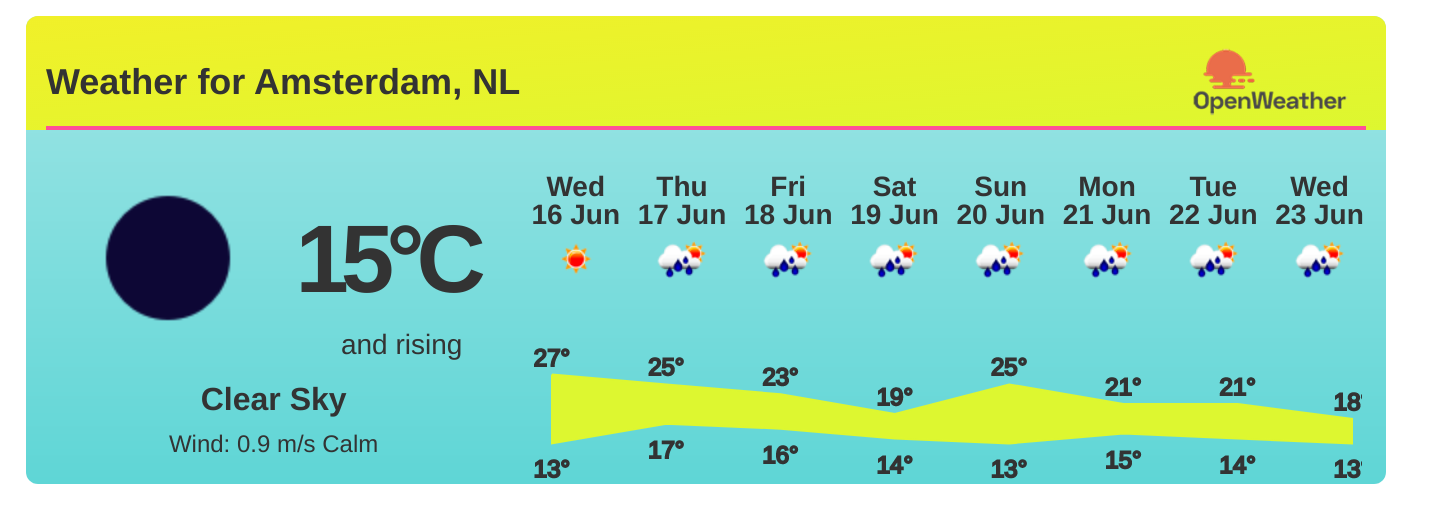 Weather for Amsterdam, NL
OpenWeather
15°C
and rising
Clear Sky
Wind: 0.9 m/s Calm
Wed Thu Fri Sat Sun Mon Tue Wed
16 Jun 17 Jun 18 Jun 19 Jun 20 Jun 21 Jun 22 Jun 23 Jun
27° 25° 23° 19° 25° 21° 21° 18°
13° 17° 16° 14° 13° 15° 14° 13°